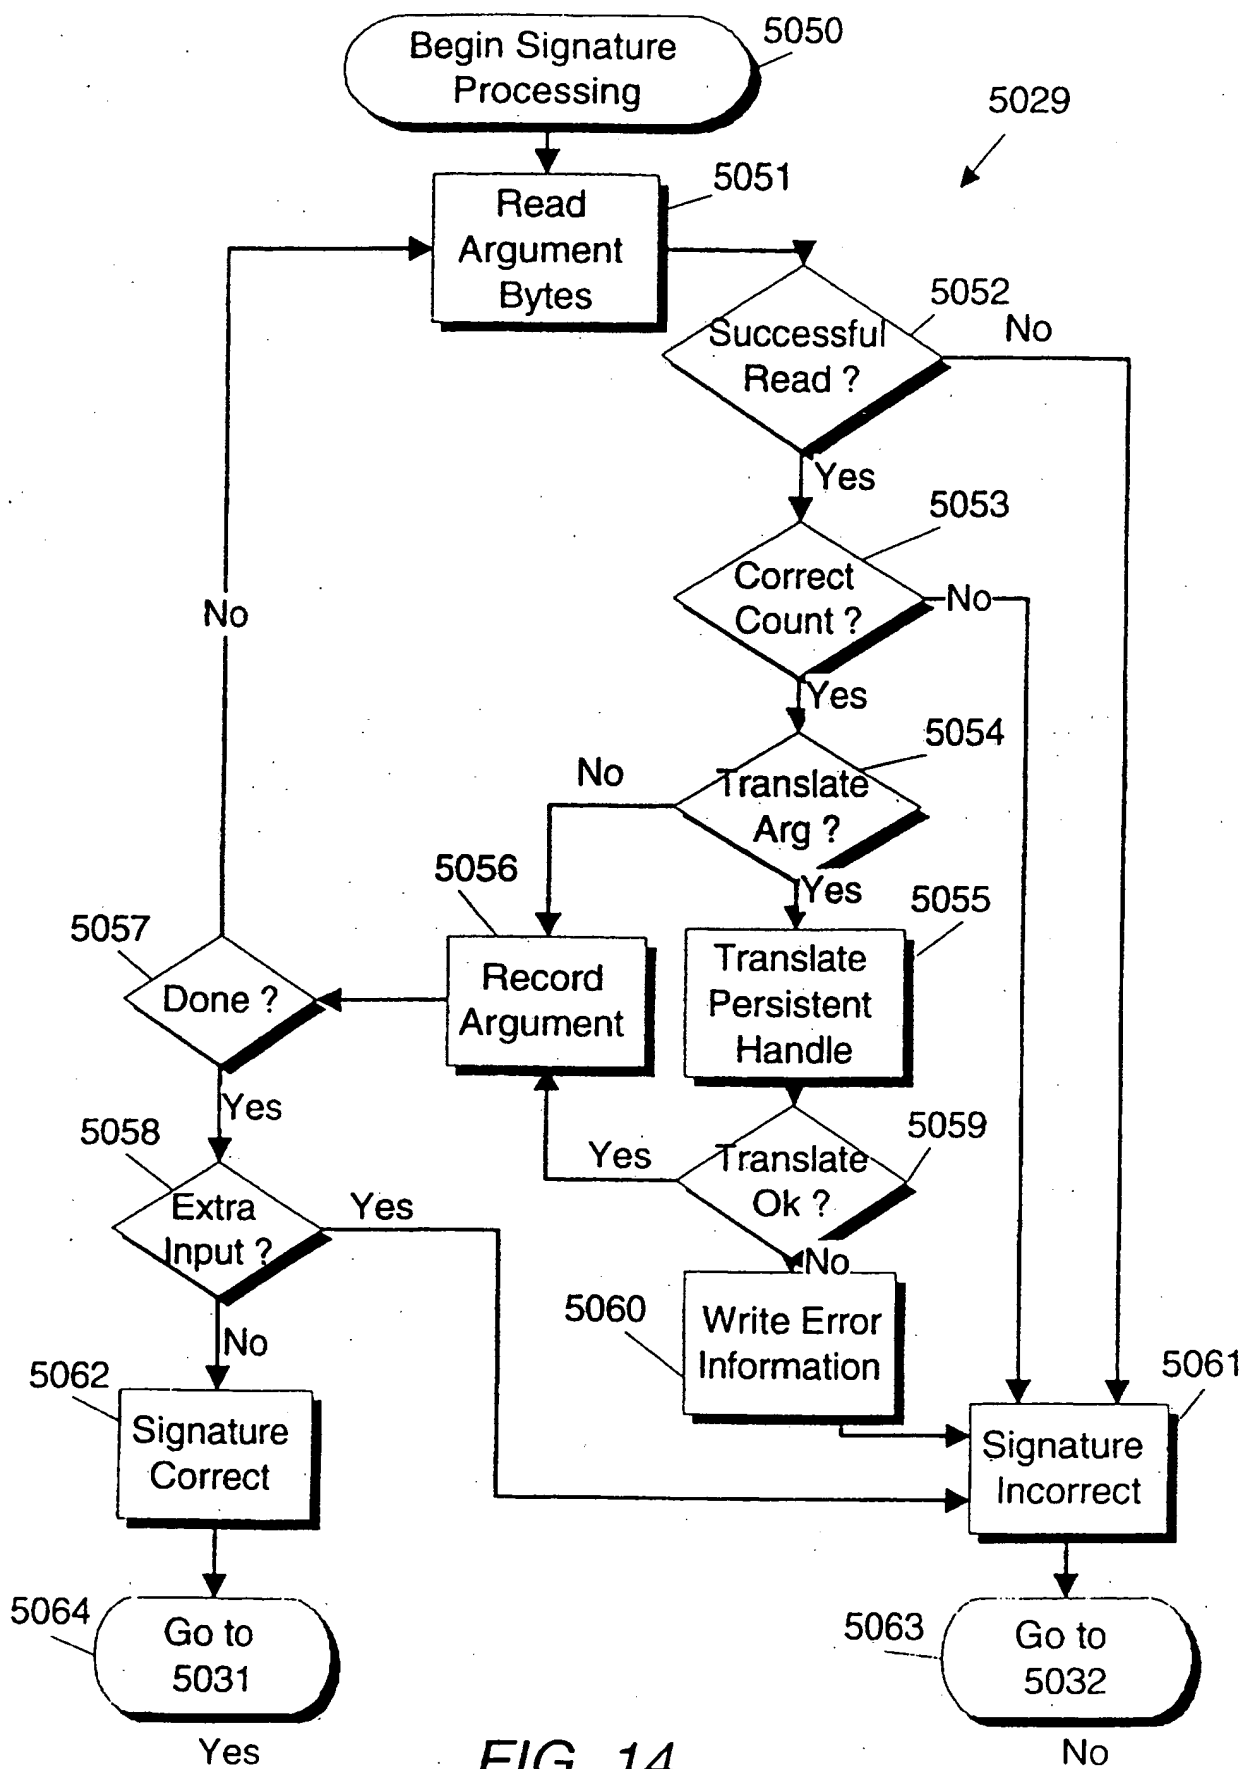 Begin Signature
Processing
5050
5029
Read
Argument
Bytes
5051
Successful
Read ?
5052
No
Yes
Correct
Count ?
5053
No
Yes
Translate
Arg ?
5054
No
Yes
No
5056
5055
5057
Done ?
Record
Argument
Translate
Persistent
Handle
Yes
5058
Extra
Input ?
Yes
Yes
Translate
Ok ?
5059
No
No
5060
Write Error
Information
5062
Signature
Correct
5061
Signature
Incorrect
5064
Go to
5031
5063
Go to
5032
Yes
FIG. 14
No